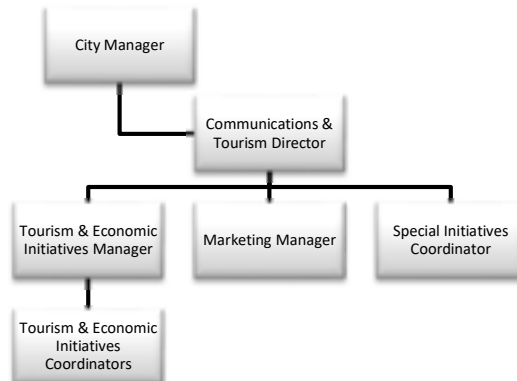 City Manager
Communications &
Tourism Director
Tourism & Economic
Initiatives Manager
Marketing Manager
Special Initiatives
Coordinator
Tourism & Economic
Initiatives
Coordinators